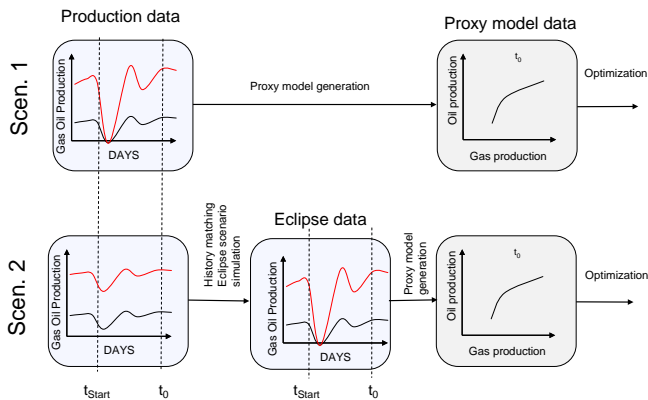 Production data
Proxy model data
Scen. 1
Gas Oil Production
DAYS
Proxy model generation
Oil production
t0
Gas production
Optimization
Eclipse data
Scen. 2
Gas Oil Production
DAYS
History matching
Eclipse scenario
simulation
Gas Oil Production
DAYS
Proxy model
generation
Oil production
t0
Gas production
Optimization
tStart
t0
tStart
t0